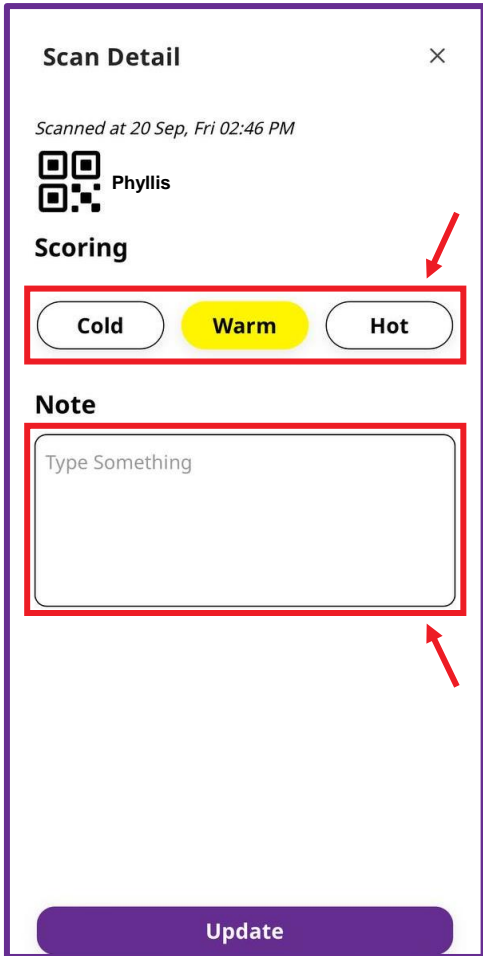 Scan Detail
Scanned at 20 Sep, Fri 02:46 PM
Phyllis
Scoring
Cold Warm Hot
Note
Type Something
Update